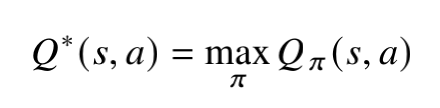 Q*(s, a) = max_π Q_π(s, a)